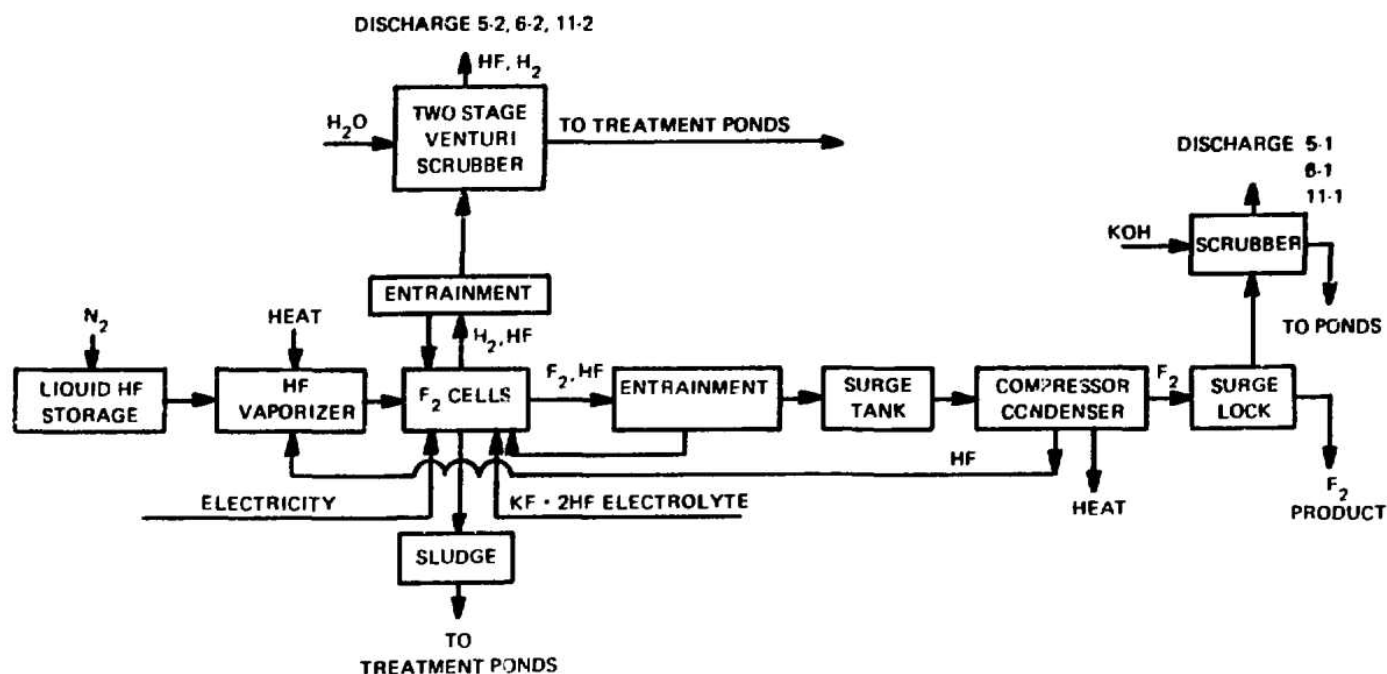 DISCHARGE 5-2, 6-2, 11-2
HF, H₂
TWO STAGE
VENTURI
SCRUBBER
H₂O
TO TREATMENT PONDS
DISCHARGE 5-1
6-1
11-1
KOH
SCRUBBER
TO PONDS
ENTRAINMENT
H₂, HF
N₂
HEAT
LIQUID HF
STORAGE
HF
VAPORIZER
F₂ CELLS
F₂, HF
ENTRAINMENT
SURGE
TANK
COMPRESSOR
CONDENSER
F₂
SURGE
LOCK
HF
HEAT
F₂
PRODUCT
ELECTRICITY
KF · 2HF ELECTROLYTE
SLUDGE
TO
TREATMENT PONDS